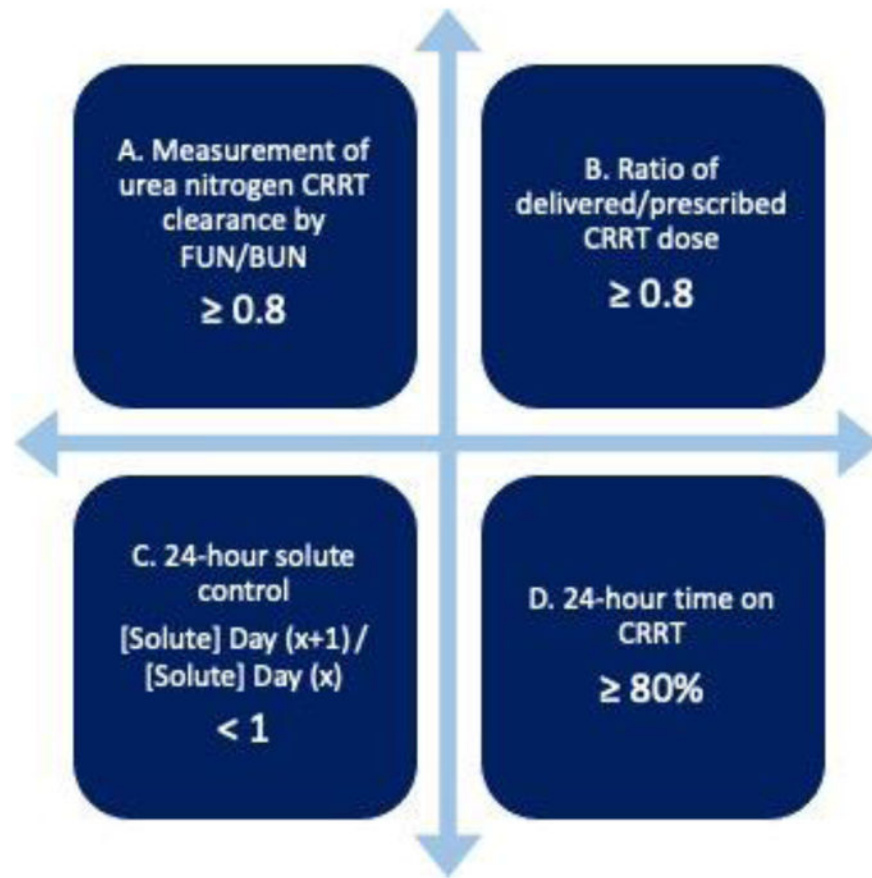 A. Measurement of
urea nitrogen CRRT
clearance by
FUN/BUN
≥ 0.8
B. Ratio of
delivered/prescribed
CRRT dose
≥ 0.8
C. 24-hour solute
control
[Solute] Day (x+1) /
[Solute] Day (x)
< 1
D. 24-hour time on
CRRT
≥ 80%